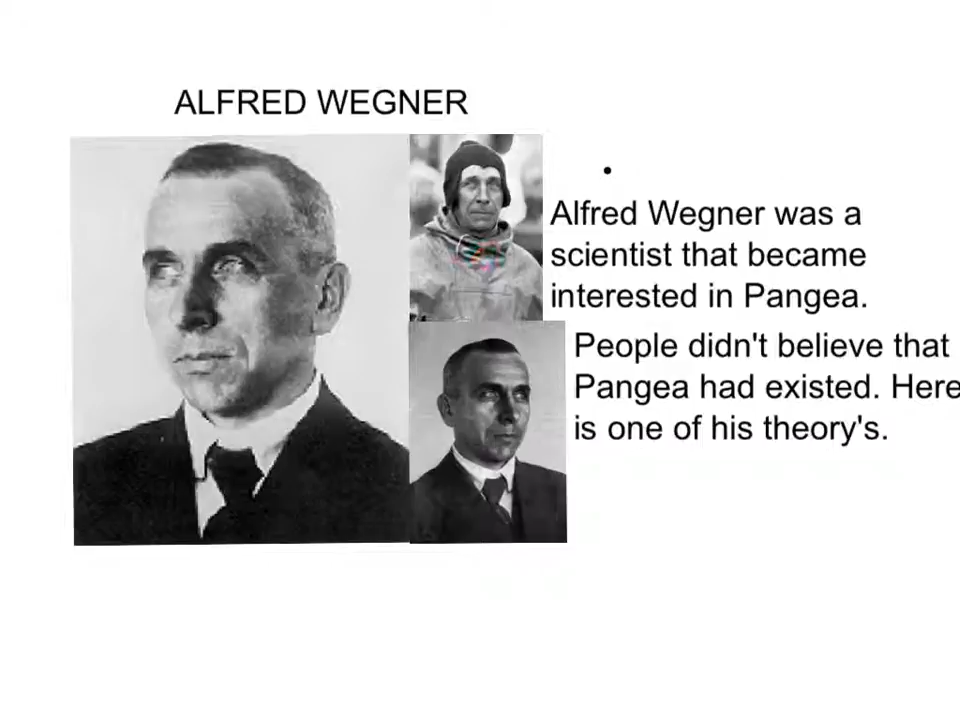 ALFRED WEGNER
•
Alfred Wegner was a
scientist that became
interested in Pangea.
People didn't believe that
Pangea had existed. Here
is one of his theory's.